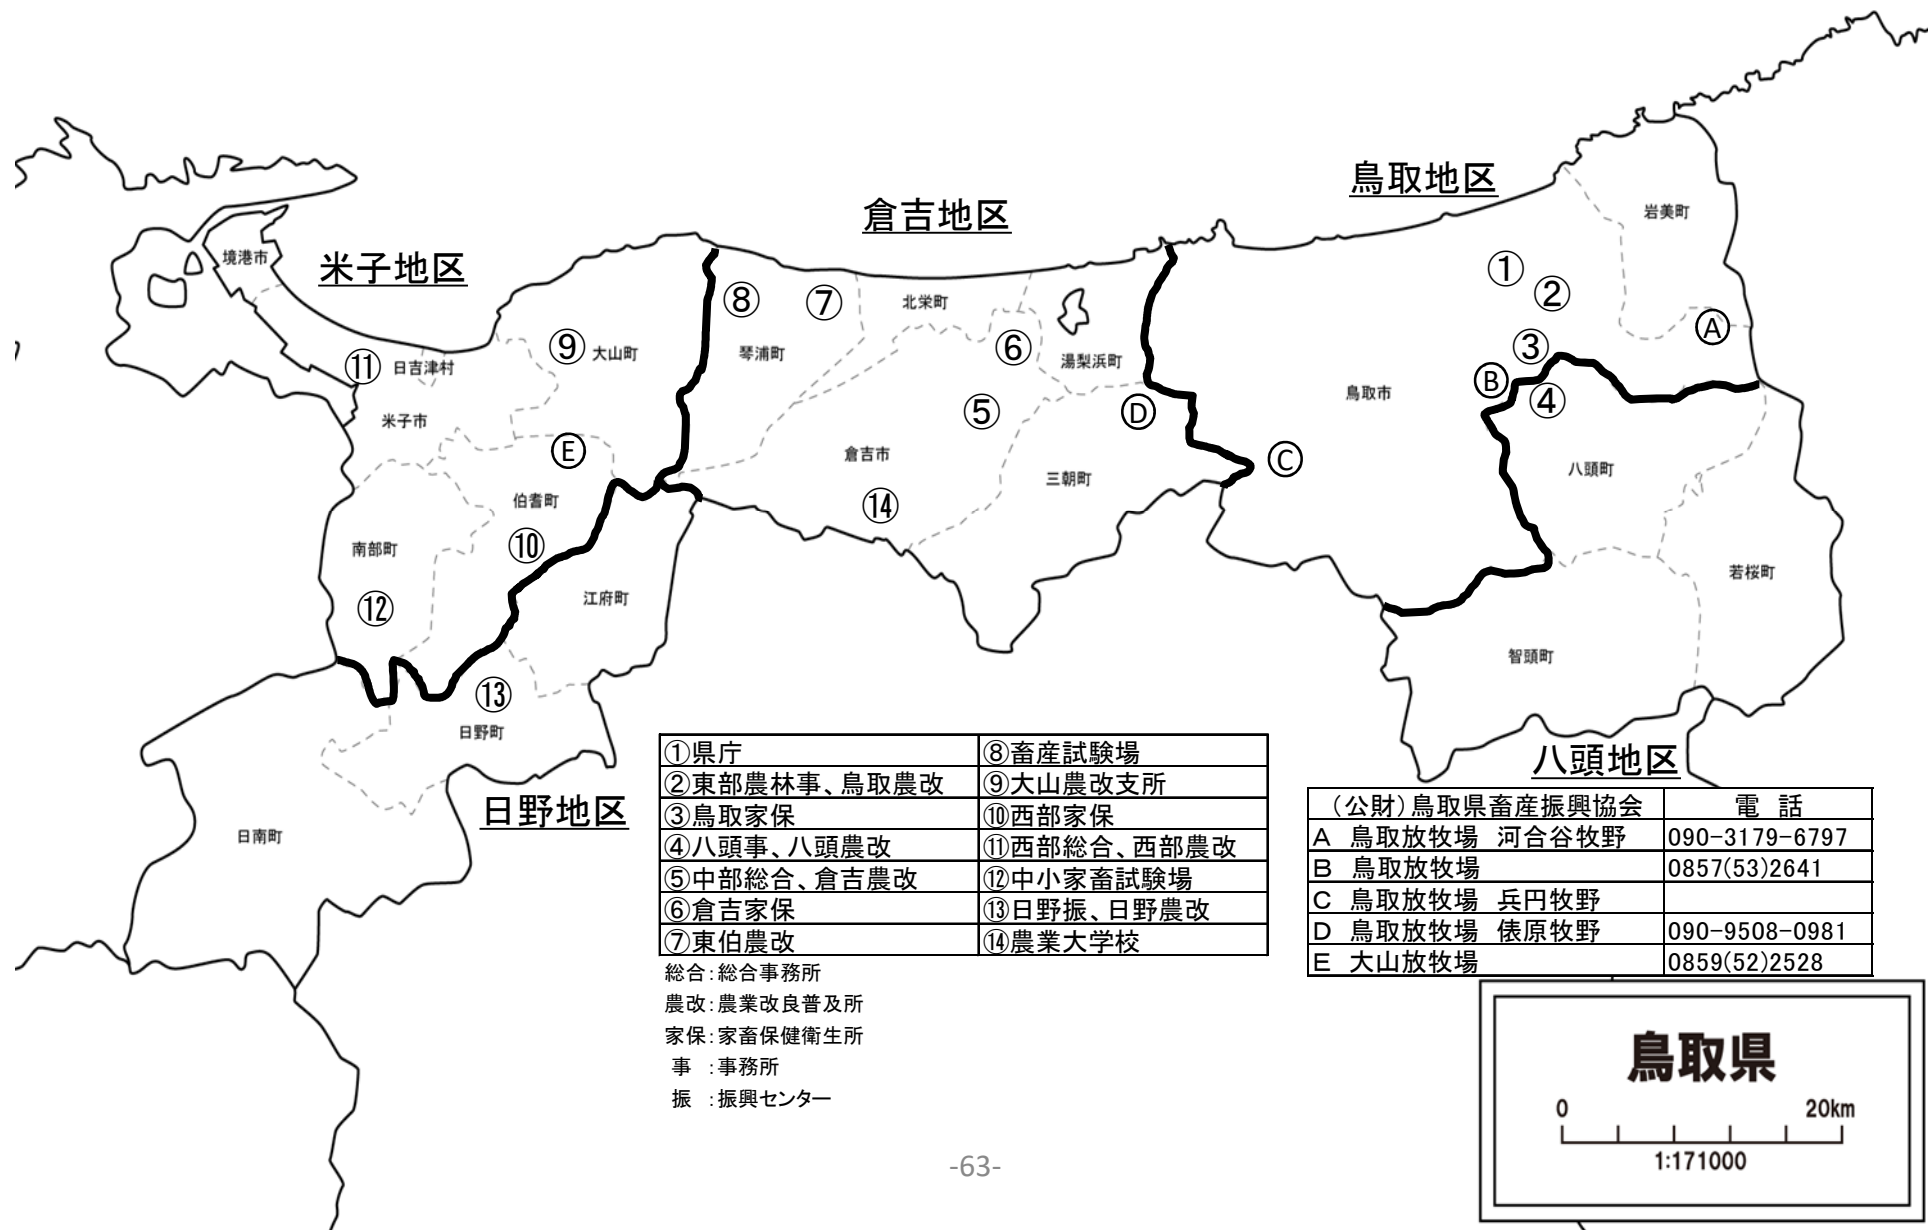 鳥取地区
倉吉地区
米子地区
岩美町
境港市
①
②
⑧
⑦
北栄町
A
⑨
大山町
琴浦町
⑥
湯梨浜町
③
⑪
日吉津村
B
④
鳥取市
⑤
D
米子市
E
倉吉市
C
八頭町
三朝町
伯耆町
⑭
南部町
⑩
若桜町
江府町
⑫
智頭町
⑬
日野町
八頭地区
日野地区
日南町
①県庁 ⑧畜産試験場
②東部農林事、鳥取農改 ⑨大山農改支所
③鳥取家保 ⑩西部家保
④八頭事、八頭農改 ⑪西部総合、西部農改
⑤中部総合、倉吉農改 ⑫中小家畜試験場
⑥倉吉家保 ⑬日野振、日野農改
⑦東伯農改 ⑭農業大学校
総合：総合事務所
農改：農業改良普及所
家保：家畜保健衛生所
事　：事務所
振　：振興センター
（公財）鳥取県畜産振興協会 電　話
A　鳥取放牧場　河合谷牧野 090-3179-6797
B　鳥取放牧場 0857(53)2641
C　鳥取放牧場　兵円牧野
D　鳥取放牧場　俵原牧野 090-9508-0981
E　大山放牧場 0859(52)2528
鳥取県
0 20km
1:171000
-63-